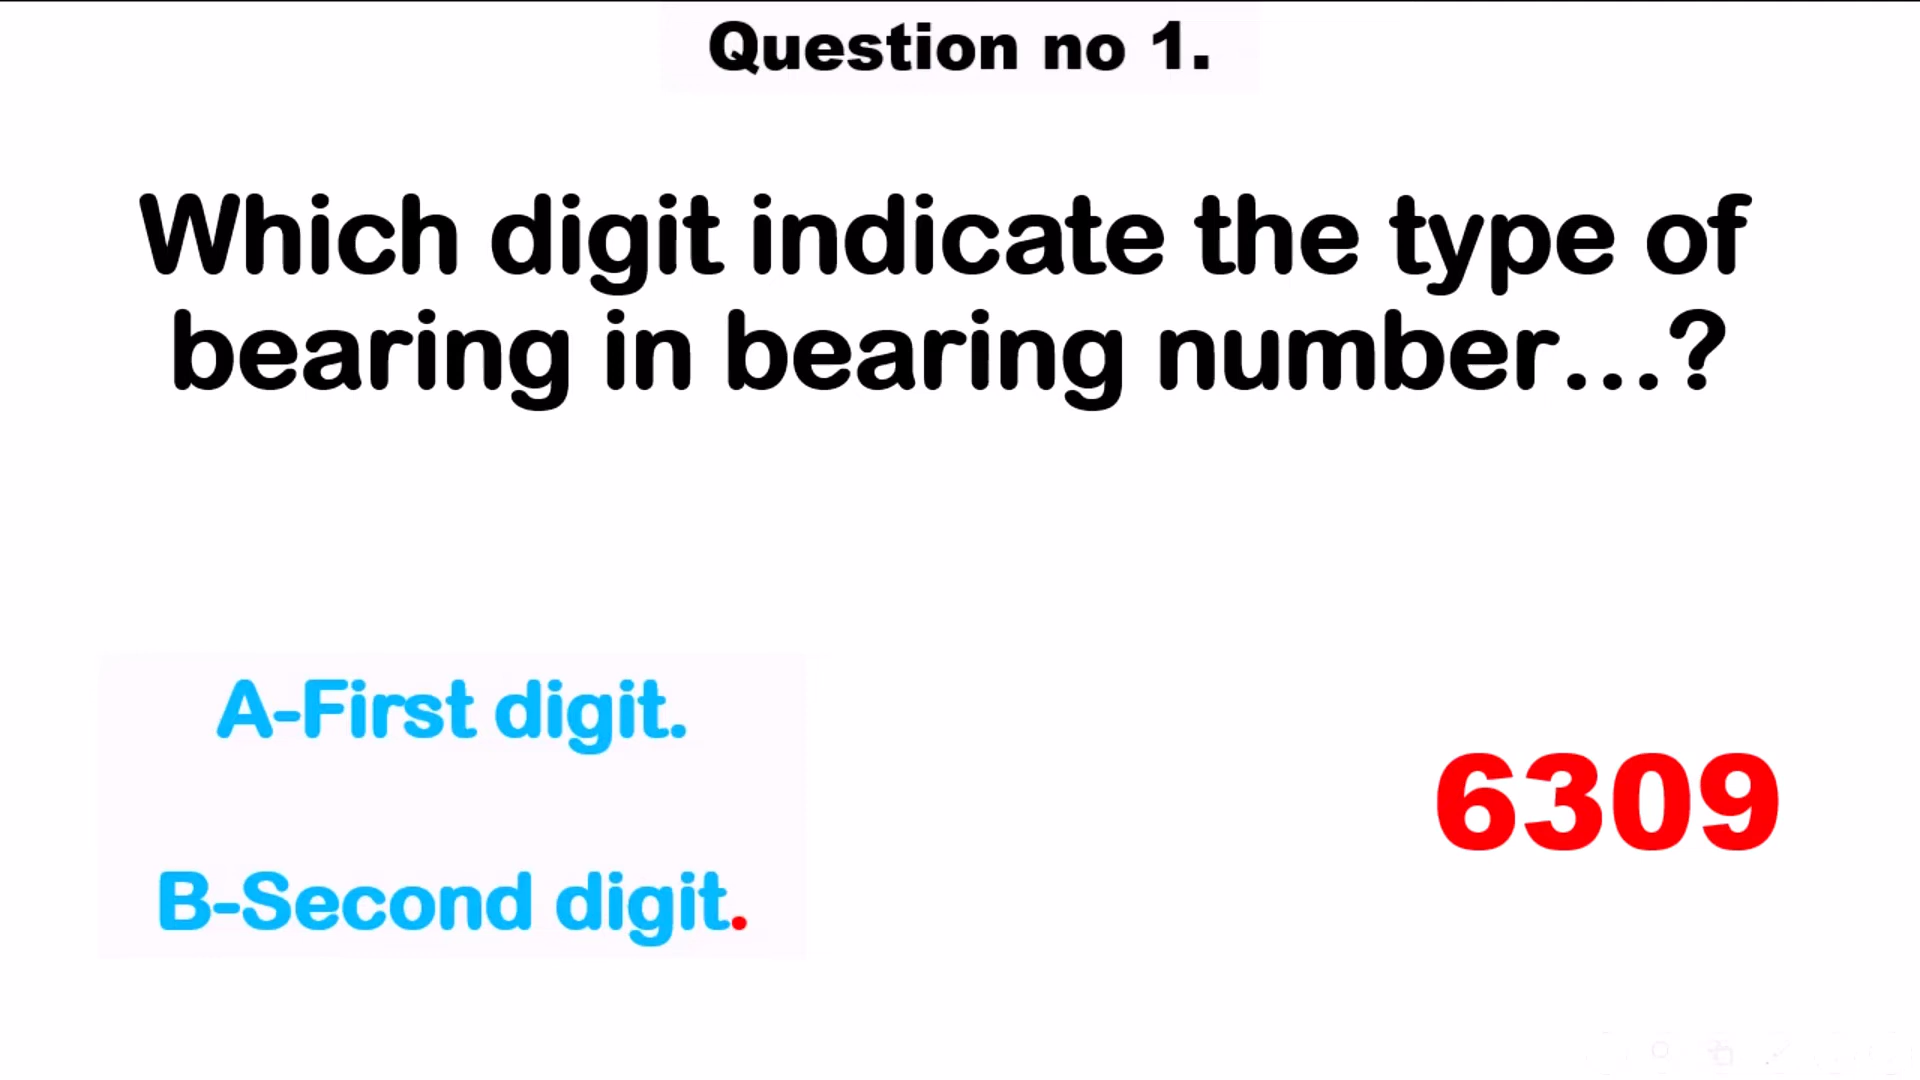 Question no 1.
Which digit indicate the type of
bearing in bearing number...?
A-First digit.
6309
B-Second digit.